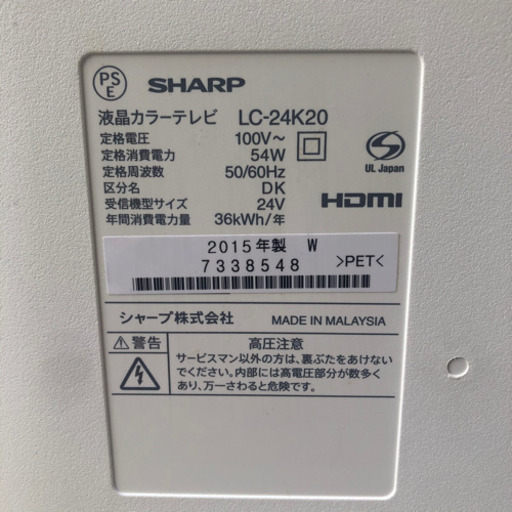 PS
E
SHARP
液晶カラーテレビ LC-24K20
定格電圧 100V～
定格消費電力 54W
定格周波数 50/60Hz
区分名 DK
受信機型サイズ 24V
年間消費電力量 36kWh/年
UL Japan
HDMI
2015年製 W
7338548
>PET<
シャープ株式会社 MADE IN MALAYSIA
警告
高圧注意
サービスマン以外の方は、裏ぶたをあけない
でください。内部には高電圧部分が数多く
あり、万一さわると危険です。